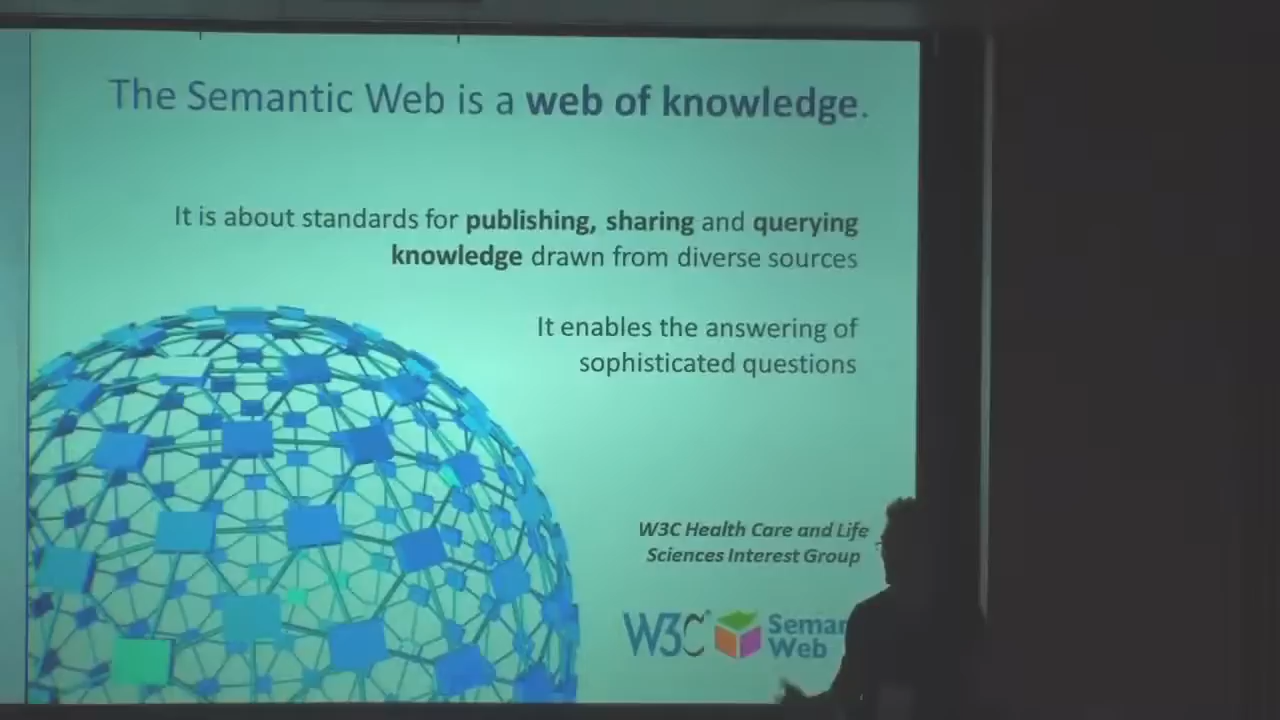 The Semantic Web is a web of knowledge.
It is about standards for publishing, sharing and querying
knowledge drawn from diverse sources
It enables the answering of
sophisticated questions
W3C Health Care and Life
Sciences Interest Group
W3C
Web